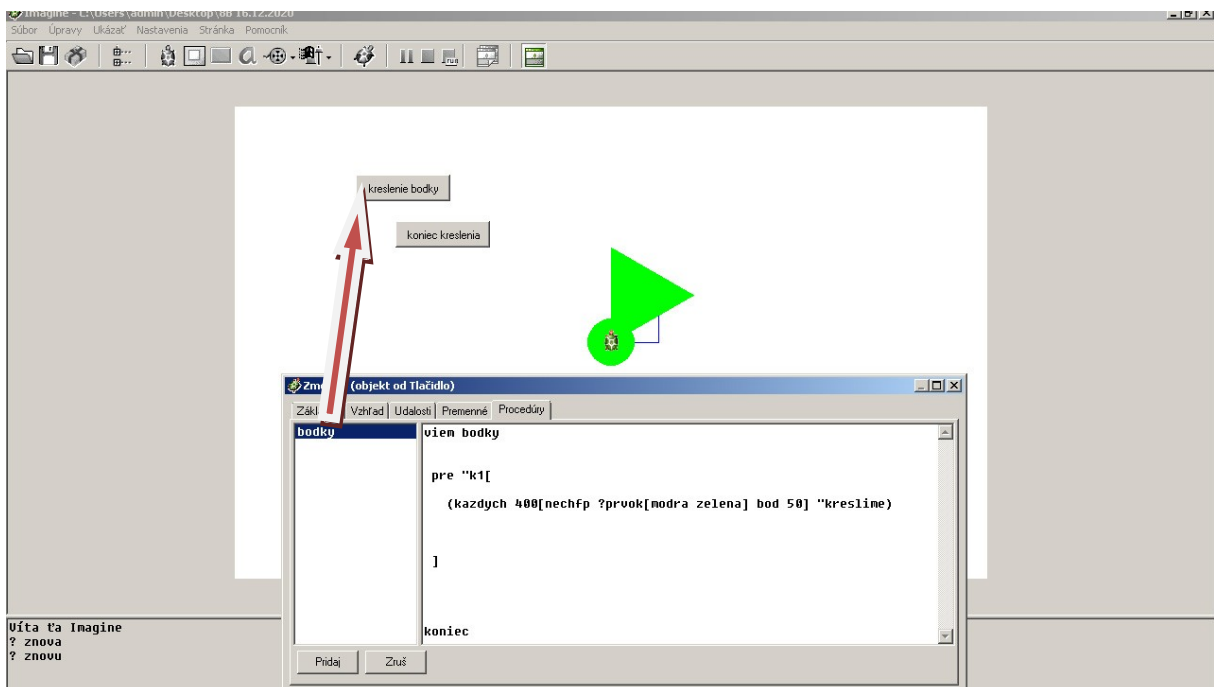 Imagine - C:\Users\admin\Desktop\8B 16.12.2020
Súbor Úpravy Ukázať Nastavenia Stránka Pomocník
run
kreslenie bodky
koniec kreslenia
(objekt od Tlačidlo)
Vzhľad Udalosti Premenné Procedúry
bodky
viem bodky
pre "k1[
(kazdych 400[nechfp ?prvok[modra zelena] bod 50] "kreslime)
]
koniec
Pridaj Zruš
Víta ťa Imagine
? znova
? znovu